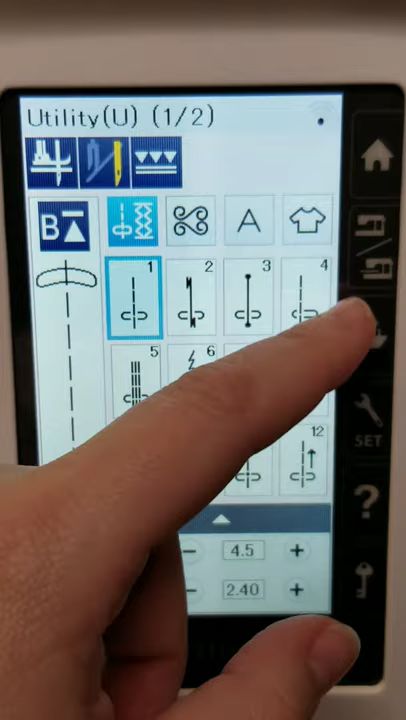 Utility(U) (1/2)
B
A
1 2 3 4
5 6
12
SET
?
− 4.5 +
− 2.40 +